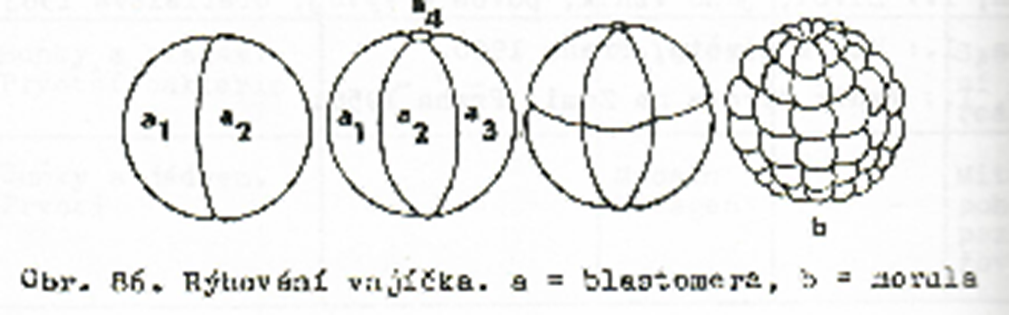 a4
a1 a2 a1 a2 a3
b
Obr. 86. Rýhování vajíčka. a = blastomera, b = morula